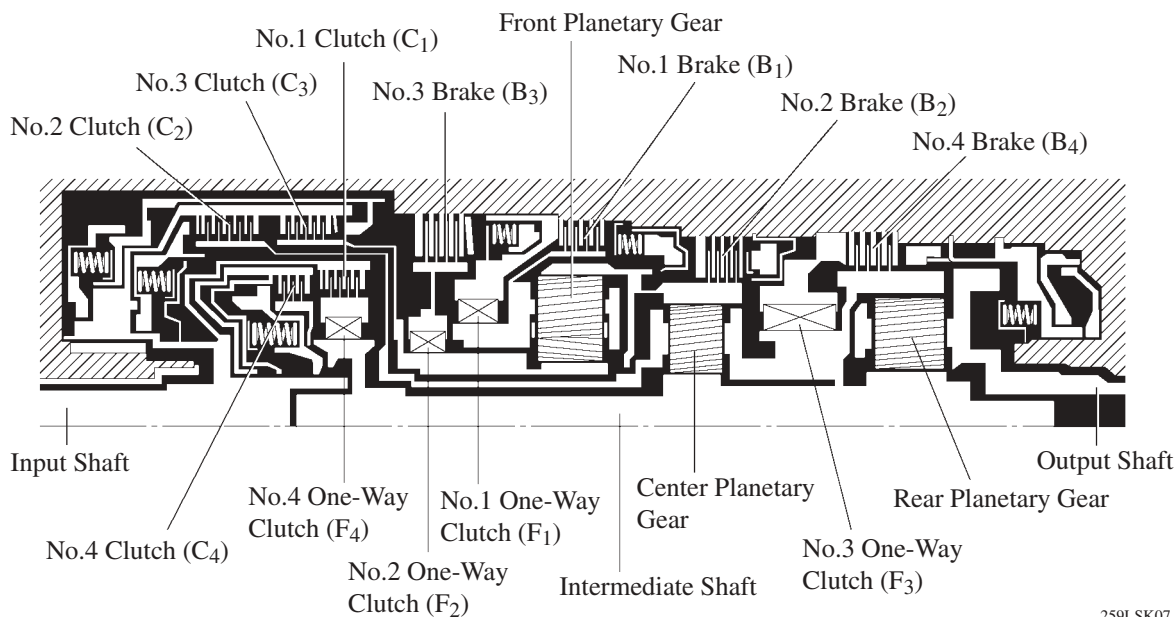 Front Planetary Gear
No.1 Clutch (C1)
No.1 Brake (B1)
No.3 Clutch (C3)
No.3 Brake (B3)
No.2 Brake (B2)
No.2 Clutch (C2)
No.4 Brake (B4)
Input Shaft
Output Shaft
Center Planetary
Gear
Rear Planetary Gear
No.4 One-Way
Clutch (F4)
No.1 One-Way
Clutch (F1)
No.4 Clutch (C4)
No.3 One-Way
Clutch (F3)
No.2 One-Way
Clutch (F2)
Intermediate Shaft
259LSK07